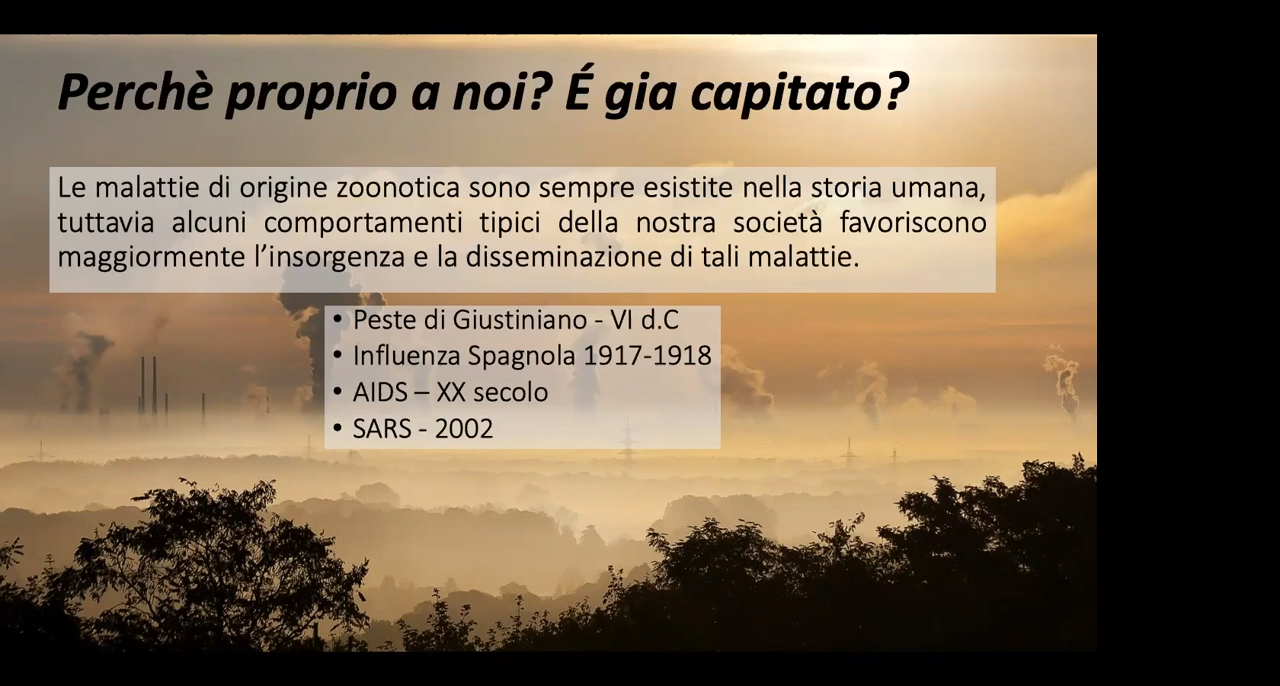 Perchè proprio a noi? É gia capitato?
Le malattie di origine zoonotica sono sempre esistite nella storia umana,
tuttavia alcuni comportamenti tipici della nostra società favoriscono
maggiormente l’insorgenza e la disseminazione di tali malattie.
• Peste di Giustiniano - VI d.C
• Influenza Spagnola 1917-1918
• AIDS – XX secolo
• SARS - 2002